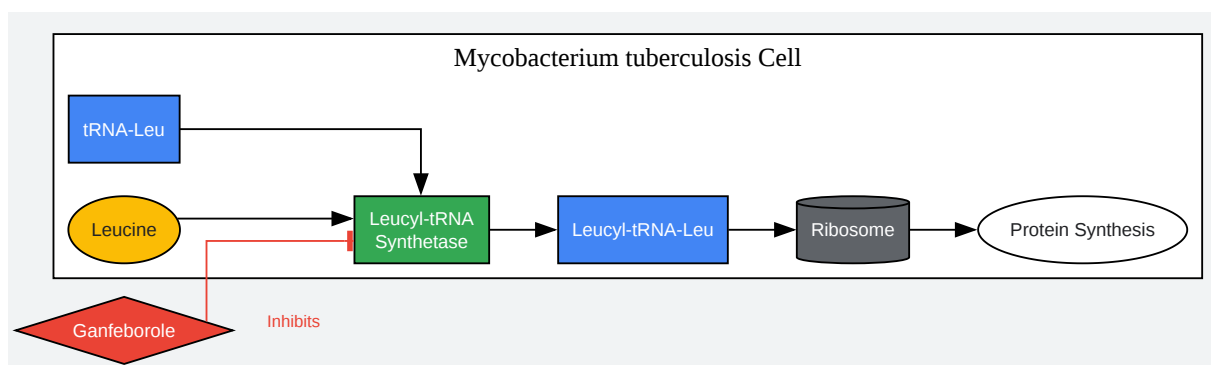 Mycobacterium tuberculosis Cell
tRNA-Leu
Leucine
Leucyl-tRNA
Synthetase
Leucyl-tRNA-Leu
Ribosome
Protein Synthesis
Ganfeborole
Inhibits